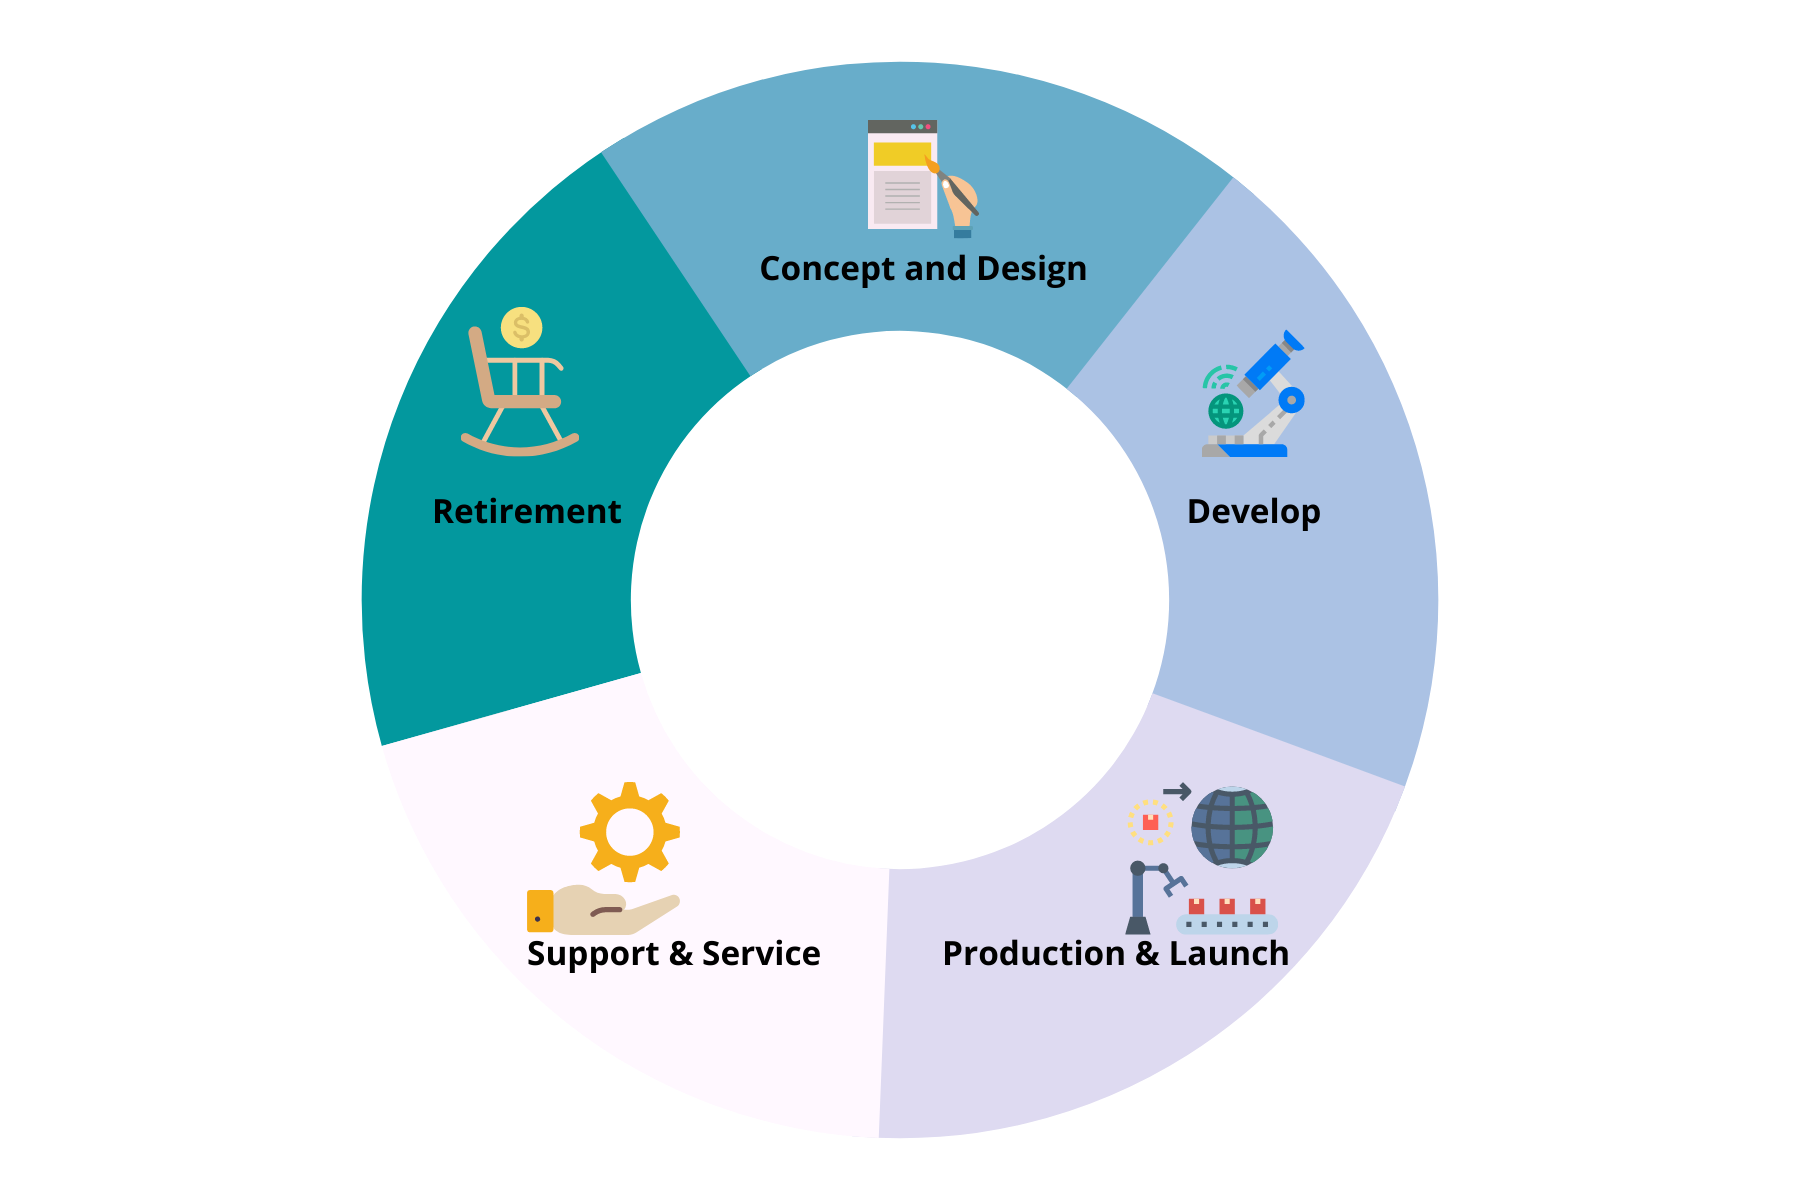 Concept and Design
Develop
Production & Launch
Support & Service
Retirement
$